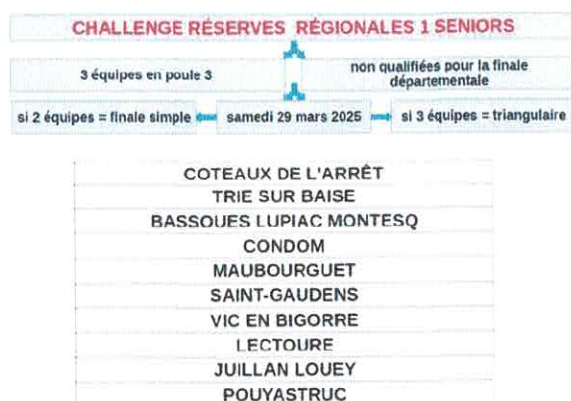 CHALLENGE RÉSERVES RÉGIONALES 1 SENIORS
3 équipes en poule 3
non qualifiées pour la finale
départementale
si 2 équipes = finale simple
samedi 29 mars 2025
si 3 équipes = triangulaire
COTEAUX DE L'ARRÊT
TRIE SUR BAISE
BASSOUES LUPIAC MONTESQ
CONDOM
MAUBOURGUET
SAINT-GAUDENS
VIC EN BIGORRE
LECTOURE
JUILLAN LOUEY
POUYASTRUC